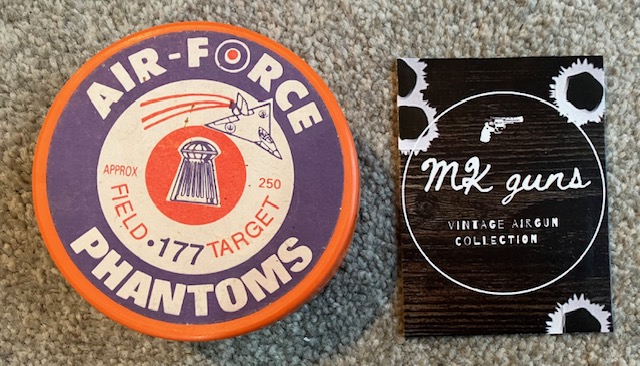 AIR-FORCE
APPROX 250
FIELD .177 TARGET
PHANTOMS
MK guns
VINTAGE AIRGUN
COLLECTION